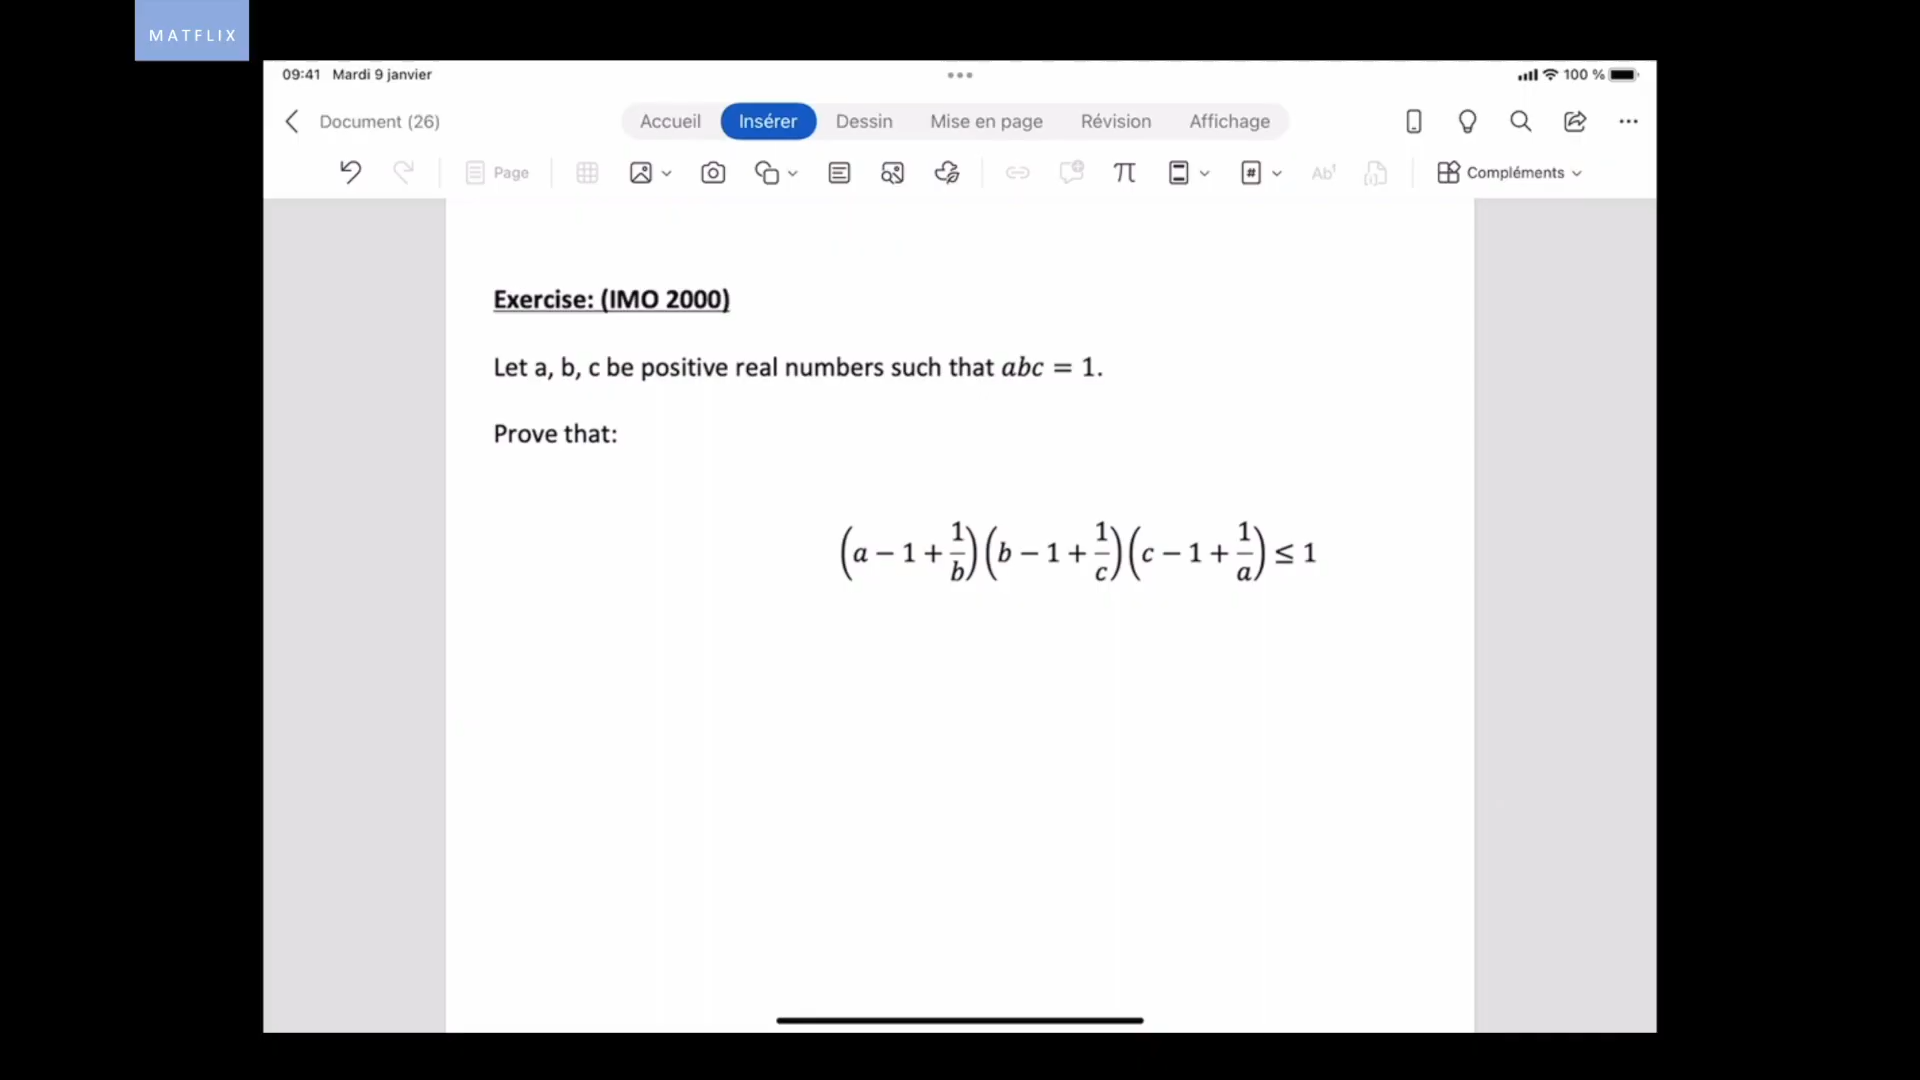 MATFLIX
09:41 Mardi 9 janvier
100 %
Document (26)
Accueil Insérer Dessin Mise en page Révision Affichage
Page
Compléments
Exercise: (IMO 2000)
Let a, b, c be positive real numbers such that abc = 1.
Prove that:
(a − 1 + 1/b)(b − 1 + 1/c)(c − 1 + 1/a) ≤ 1